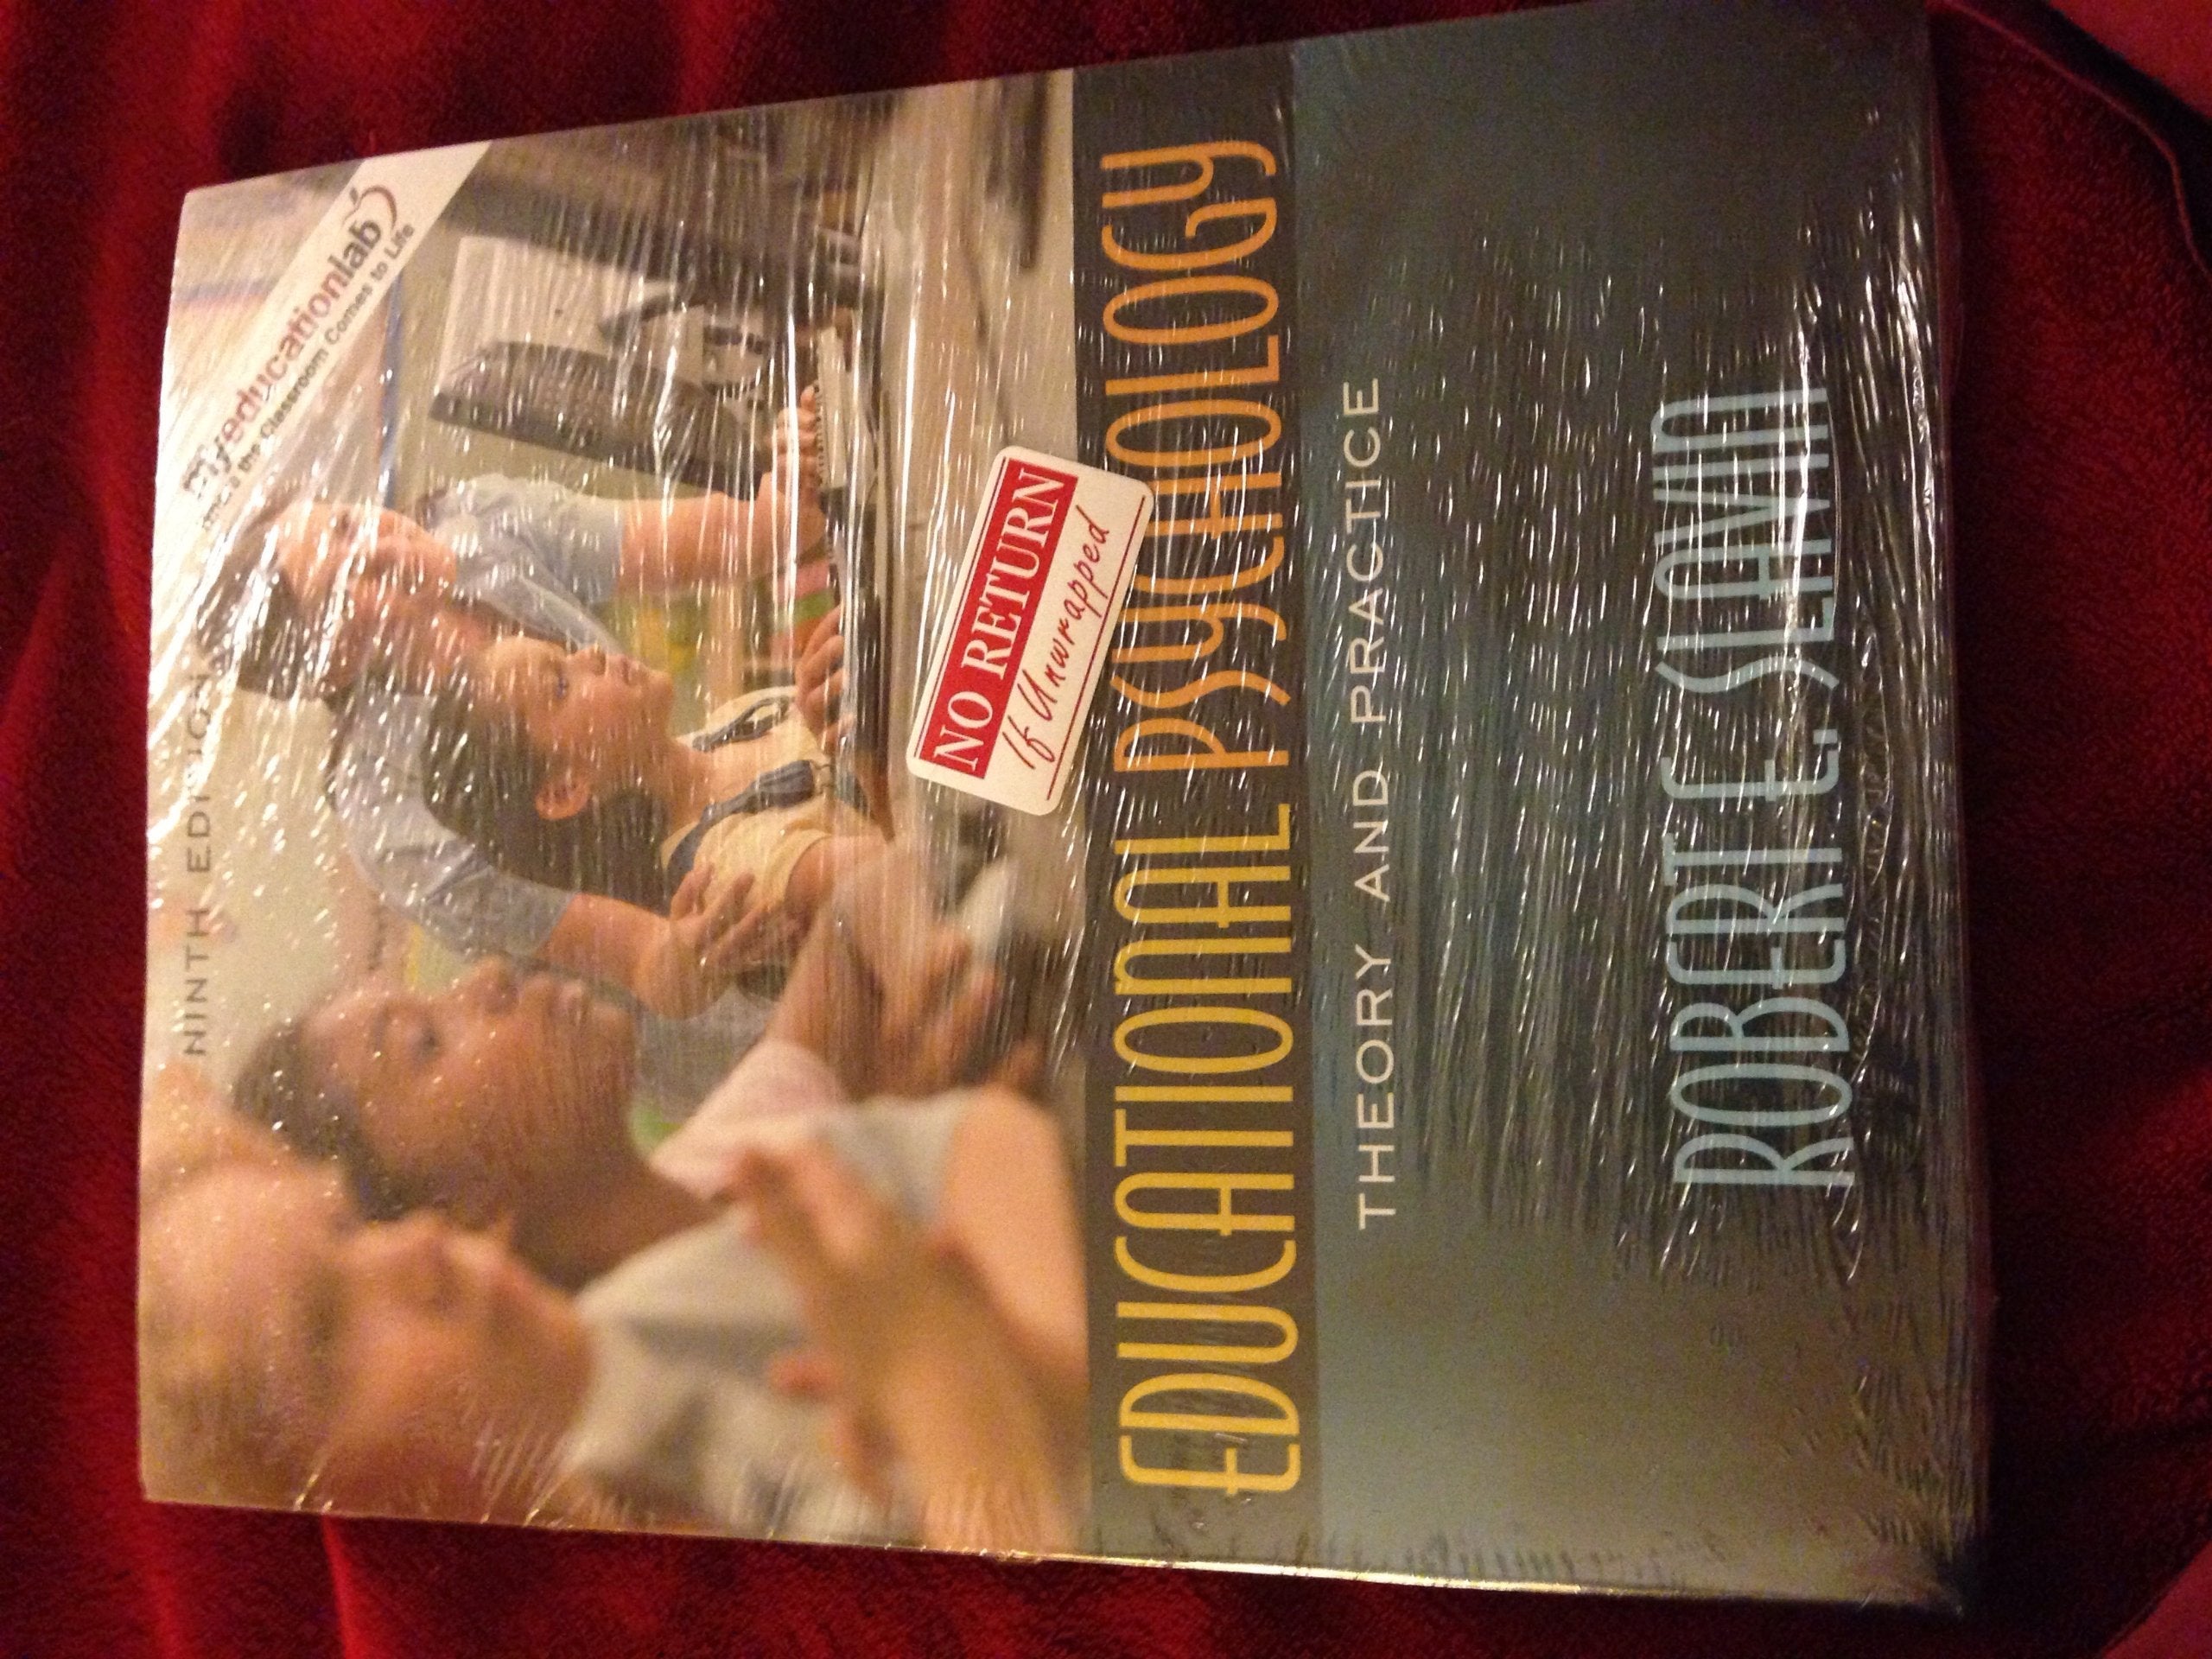 NINTH EDITION
myeducationlab
Where the Classroom Comes to Life
NO RETURN
If Unwrapped
EDUCATIONAL PSYCHOLOGY
THEORY AND PRACTICE
ROBERT E. SLAVIN